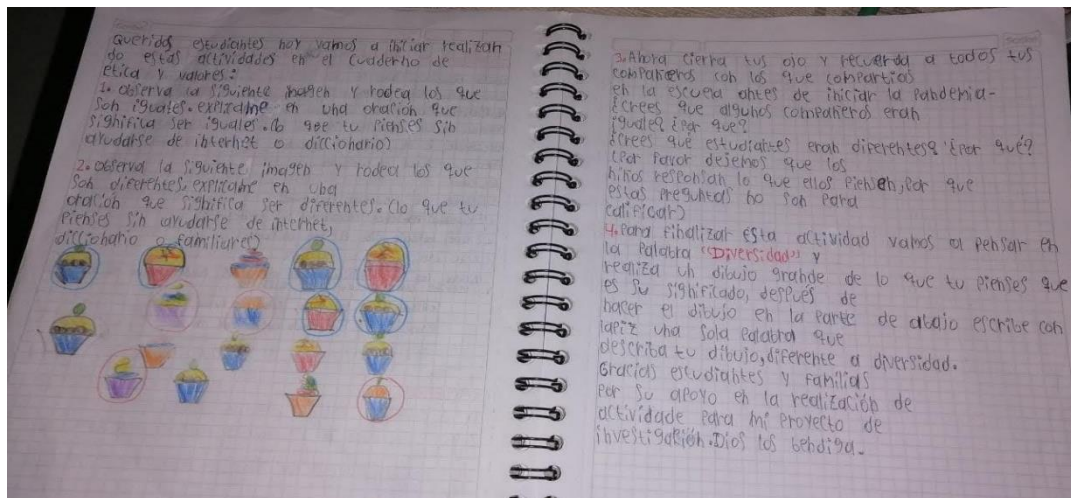 Queridos estudiantes hoy vamos a iniciar realizan
do estas actividades en el cuaderno de
etica y valores:
1. observa la siguiente imagen y rodea los que
son iguales. explicame en una oración que
significa ser iguales. (lo que tu pienses sin
ayudarse de internet o diccionario)
2. observa la siguiente imagen y rodea los que
son diferentes. explicame en una
oración que significa ser diferentes. (lo que tu
pienses sin ayudarse de internet,
diccionario o familiares)
3. Ahora cierra tus ojo y recuerda a todos tus
compañeros con los que compartias
en la escuela antes de iniciar la pandemia-
¿crees que algunos compañeros eran
iguales? ¿por que?
¿crees que estudiantes eran diferentes? ¿por qué?
(por favor dejemos que los
niños responsan lo que ellos piensen, por que
estas preguntas no son para
calificar)
4. para finalizar esta actividad vamos a pensar en
la palabra "Diversidad" y
realiza un dibujo grande de lo que tu pienses que
es su significado, después de
hacer el dibujo en la parte de abajo escribe con
lapiz una sola palabra que
describa tu dibujo, diferente a diversidad.
Gracias estudiantes y familias
por su apoyo en la realización de
actividade para mi proyecto de
investigación. Dios los bendiga.